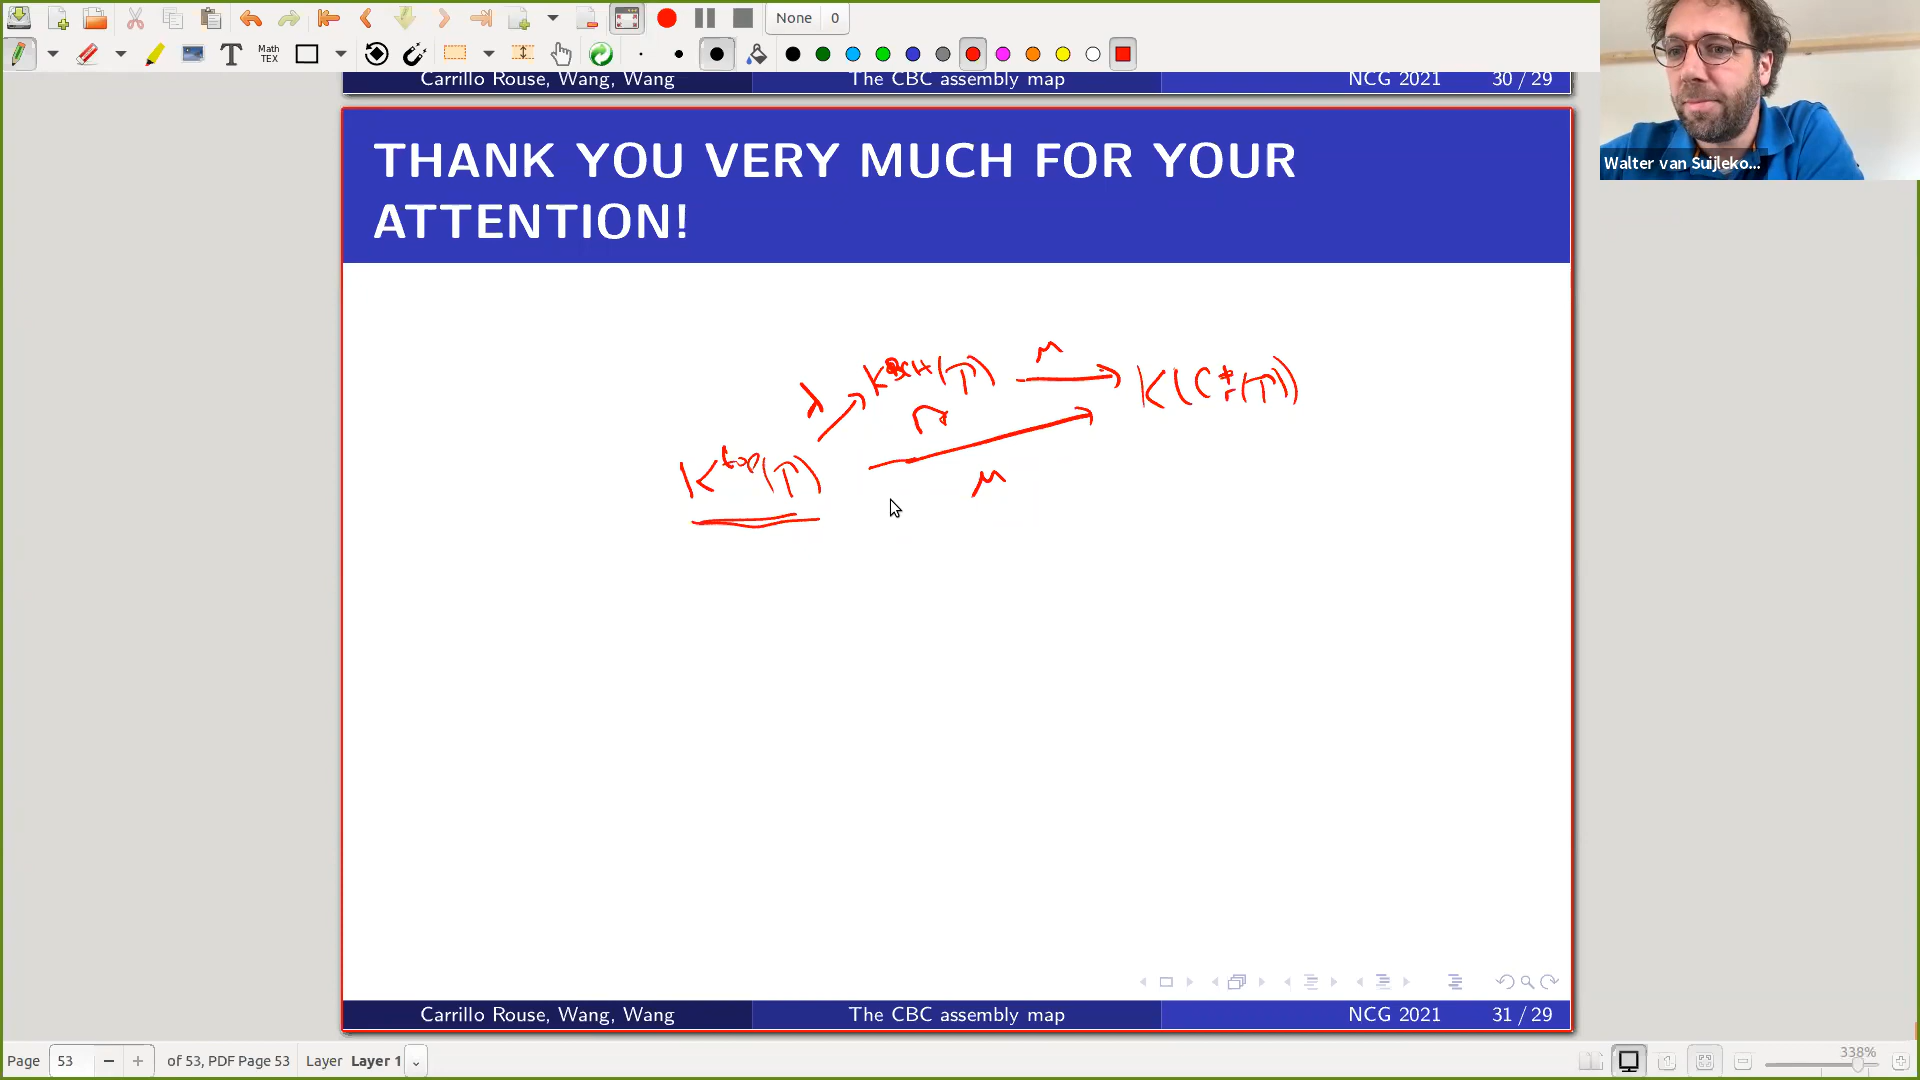 None 0
Math
TEX
Walter van Suijleko...
Carrillo Rouse, Wang, Wang The CBC assembly map NCG 2021 30 / 29
THANK YOU VERY MUCH FOR YOUR
ATTENTION!
λ (Γ) μ K(C*r(Γ))
K^top(Γ) μ
Carrillo Rouse, Wang, Wang The CBC assembly map NCG 2021 31 / 29
Page 53 of 53, PDF Page 53 Layer Layer 1 338%